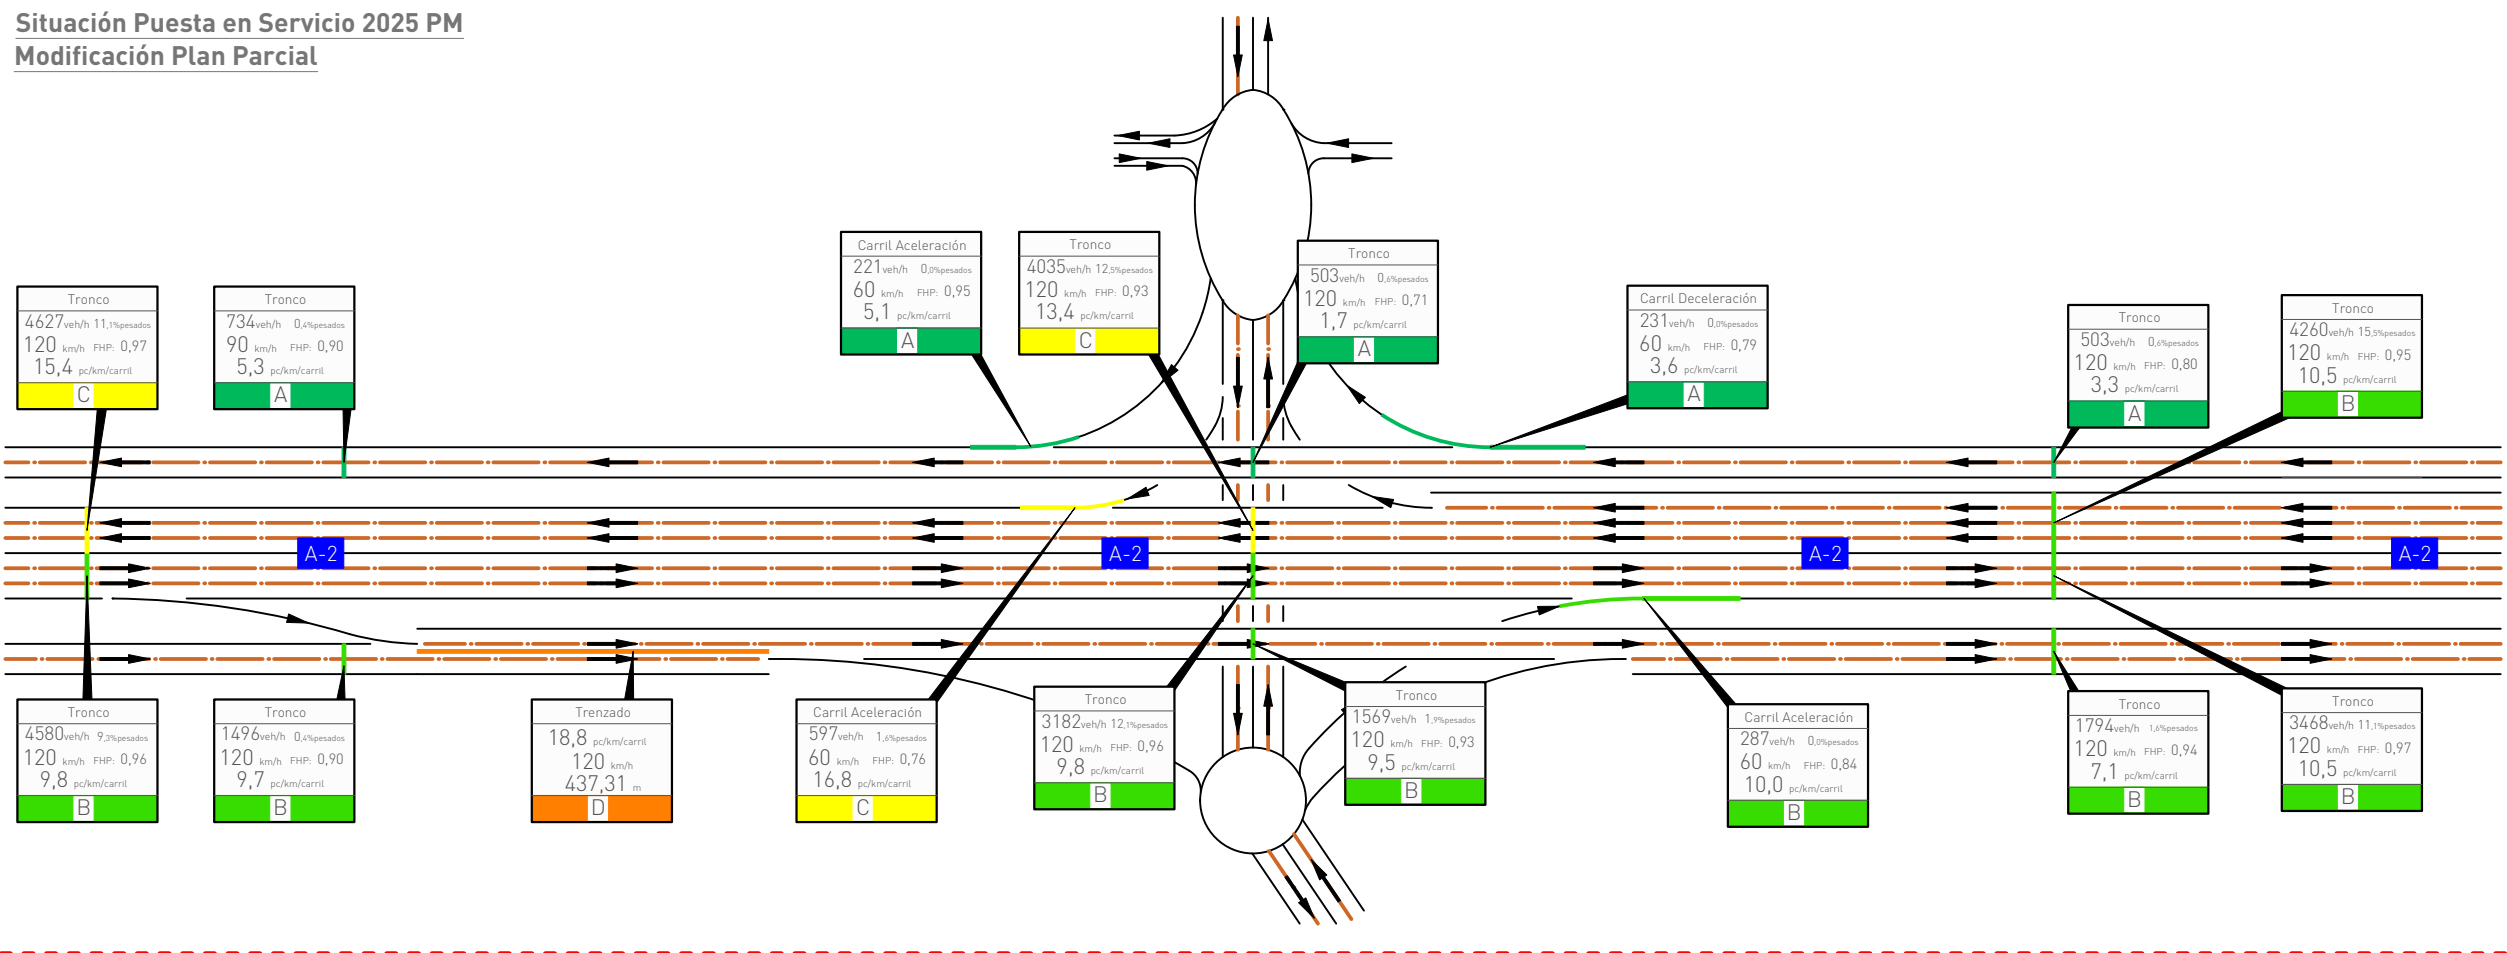 Situación Puesta en Servicio 2025 PM
Modificación Plan Parcial
Carril Aceleración
221veh/h 0,0%pesados
60 km/h FHP: 0,95
5,1 pc/km/carril
A
Tronco
4035veh/h 12,5%pesados
120 km/h FHP: 0,93
13,4 pc/km/carril
C
Tronco
503veh/h 0,6%pesados
120 km/h FHP: 0,71
1,7 pc/km/carril
A
Tronco
4627veh/h 11,1%pesados
120 km/h FHP: 0,97
15,4 pc/km/carril
C
Tronco
734veh/h 0,4%pesados
90 km/h FHP: 0,90
5,3 pc/km/carril
A
Carril Deceleración
231veh/h 0,0%pesados
60 km/h FHP: 0,79
3,6 pc/km/carril
A
Tronco
503veh/h 0,6%pesados
120 km/h FHP: 0,80
3,3 pc/km/carril
A
Tronco
4260veh/h 15,5%pesados
120 km/h FHP: 0,95
10,5 pc/km/carril
B
A-2
A-2
A-2
A-2
Tronco
4580veh/h 9,3%pesados
120 km/h FHP: 0,96
9,8 pc/km/carril
B
Tronco
1496veh/h 0,4%pesados
120 km/h FHP: 0,90
9,7 pc/km/carril
B
Trenzado
18,8 pc/km/carril
120 km/h
437,31 m
D
Carril Aceleración
597veh/h 1,6%pesados
60 km/h FHP: 0,76
16,8 pc/km/carril
C
Tronco
3182veh/h 12,1%pesados
120 km/h FHP: 0,96
9,8 pc/km/carril
B
Tronco
1569veh/h 1,9%pesados
120 km/h FHP: 0,93
9,5 pc/km/carril
B
Carril Aceleración
287veh/h 0,0%pesados
60 km/h FHP: 0,84
10,0 pc/km/carril
B
Tronco
1794veh/h 1,6%pesados
120 km/h FHP: 0,94
7,1 pc/km/carril
B
Tronco
3468veh/h 11,1%pesados
120 km/h FHP: 0,97
10,5 pc/km/carril
B